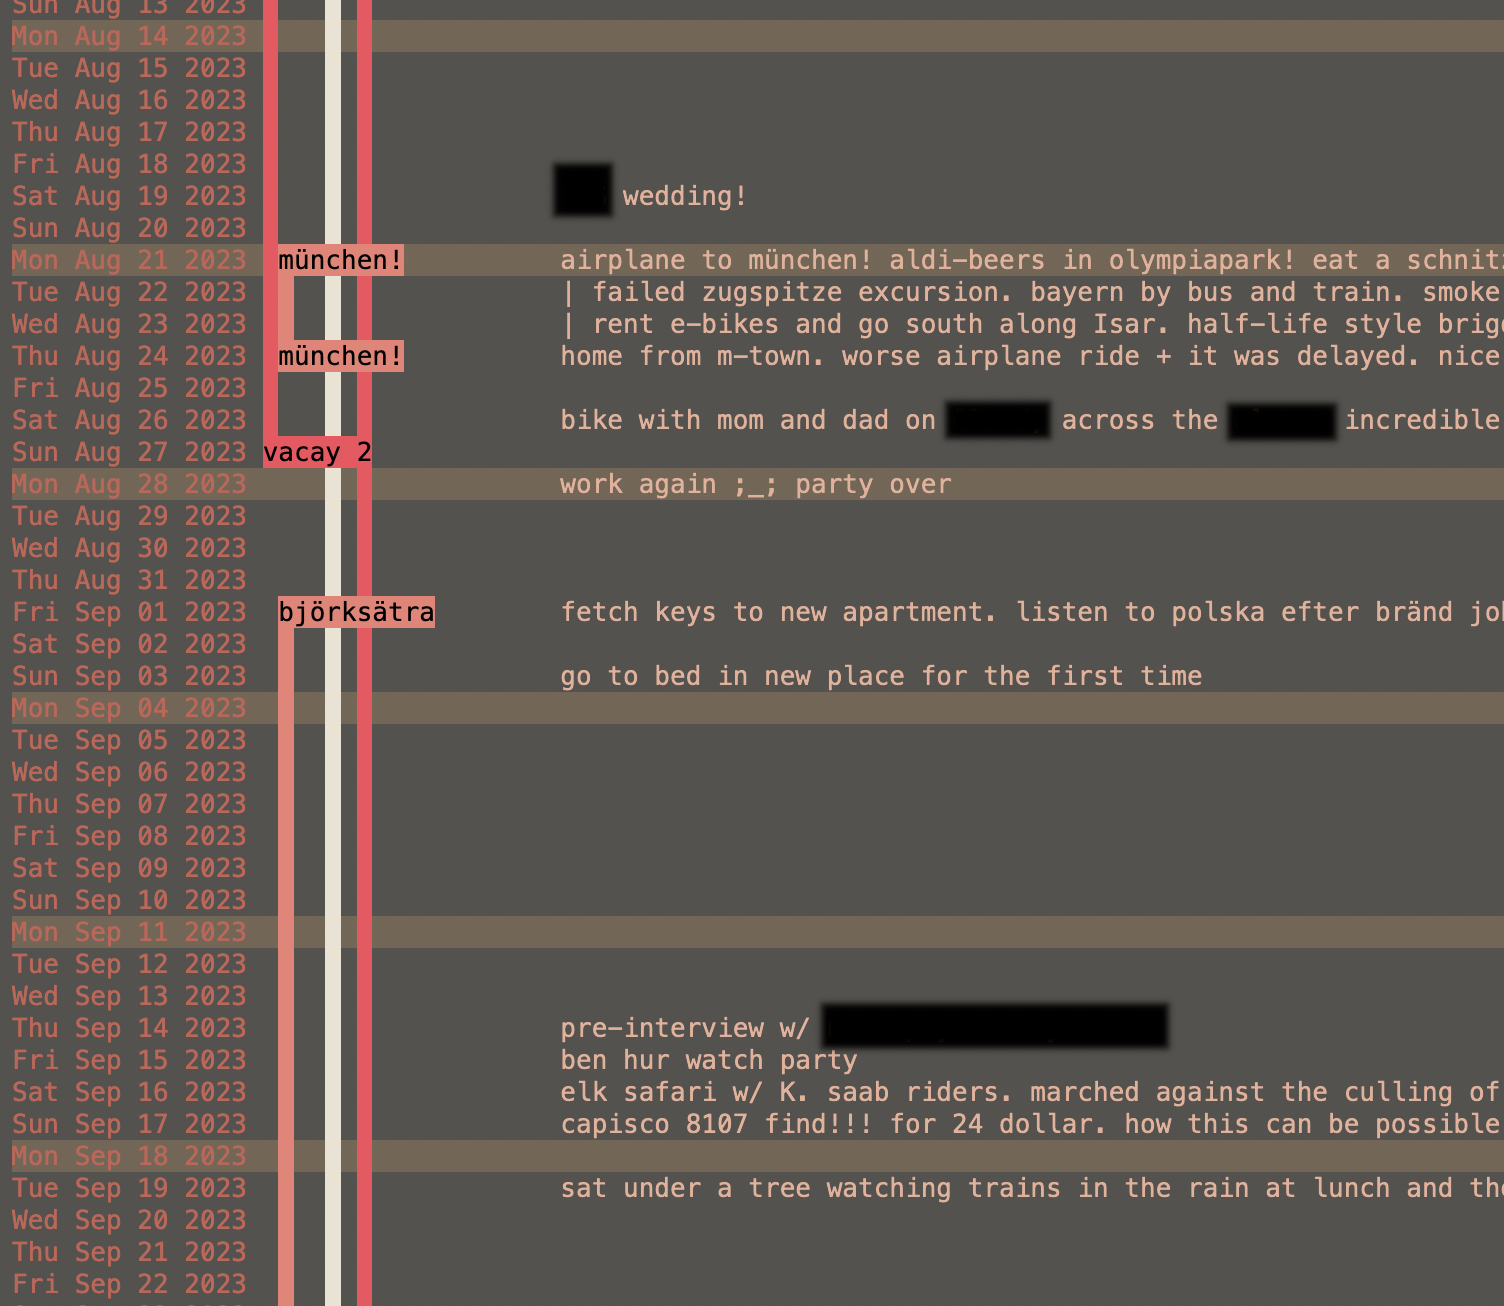 Sun Aug 13 2023
Mon Aug 14 2023
Tue Aug 15 2023
Wed Aug 16 2023
Thu Aug 17 2023
Fri Aug 18 2023
Sat Aug 19 2023 wedding!
Sun Aug 20 2023
Mon Aug 21 2023 münchen! airplane to münchen! aldi-beers in olympiapark! eat a schnit
Tue Aug 22 2023 | failed zugspitze excursion. bayern by bus and train. smoke
Wed Aug 23 2023 | rent e-bikes and go south along Isar. half-life style brig
Thu Aug 24 2023 münchen! home from m-town. worse airplane ride + it was delayed. nice
Fri Aug 25 2023
Sat Aug 26 2023 bike with mom and dad on across the incredible
Sun Aug 27 2023 vacay 2
Mon Aug 28 2023 work again ;_; party over
Tue Aug 29 2023
Wed Aug 30 2023
Thu Aug 31 2023
Fri Sep 01 2023 björksätra fetch keys to new apartment. listen to polska efter bränd jo
Sat Sep 02 2023
Sun Sep 03 2023 go to bed in new place for the first time
Mon Sep 04 2023
Tue Sep 05 2023
Wed Sep 06 2023
Thu Sep 07 2023
Fri Sep 08 2023
Sat Sep 09 2023
Sun Sep 10 2023
Mon Sep 11 2023
Tue Sep 12 2023
Wed Sep 13 2023
Thu Sep 14 2023 pre-interview w/
Fri Sep 15 2023 ben hur watch party
Sat Sep 16 2023 elk safari w/ K. saab riders. marched against the culling of
Sun Sep 17 2023 capisco 8107 find!!! for 24 dollar. how this can be possible
Mon Sep 18 2023
Tue Sep 19 2023 sat under a tree watching trains in the rain at lunch and th
Wed Sep 20 2023
Thu Sep 21 2023
Fri Sep 22 2023